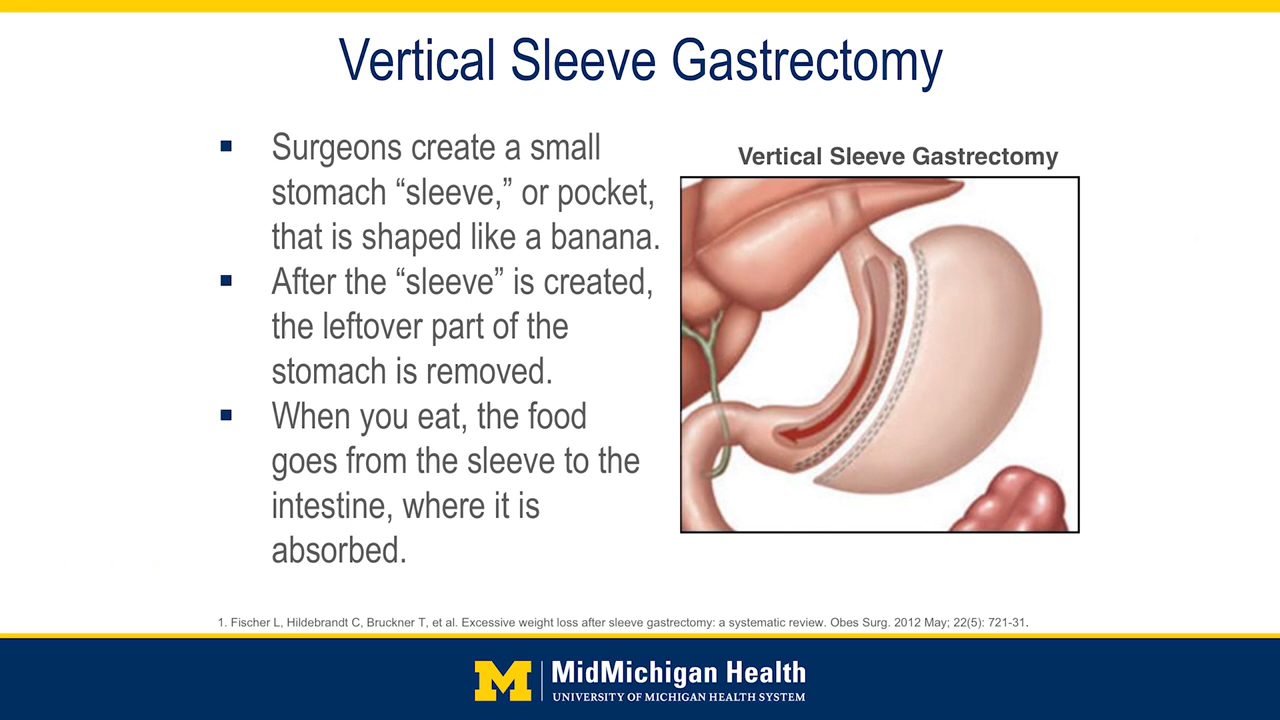 Vertical Sleeve Gastrectomy
▪ Surgeons create a small
stomach “sleeve,” or pocket,
that is shaped like a banana.
▪ After the “sleeve” is created,
the leftover part of the
stomach is removed.
▪ When you eat, the food
goes from the sleeve to the
intestine, where it is
absorbed.
Vertical Sleeve Gastrectomy
1. Fischer L, Hildebrandt C, Bruckner T, et al. Excessive weight loss after sleeve gastrectomy: a systematic review. Obes Surg. 2012 May; 22(5): 721-31.
M
MidMichigan Health
UNIVERSITY OF MICHIGAN HEALTH SYSTEM